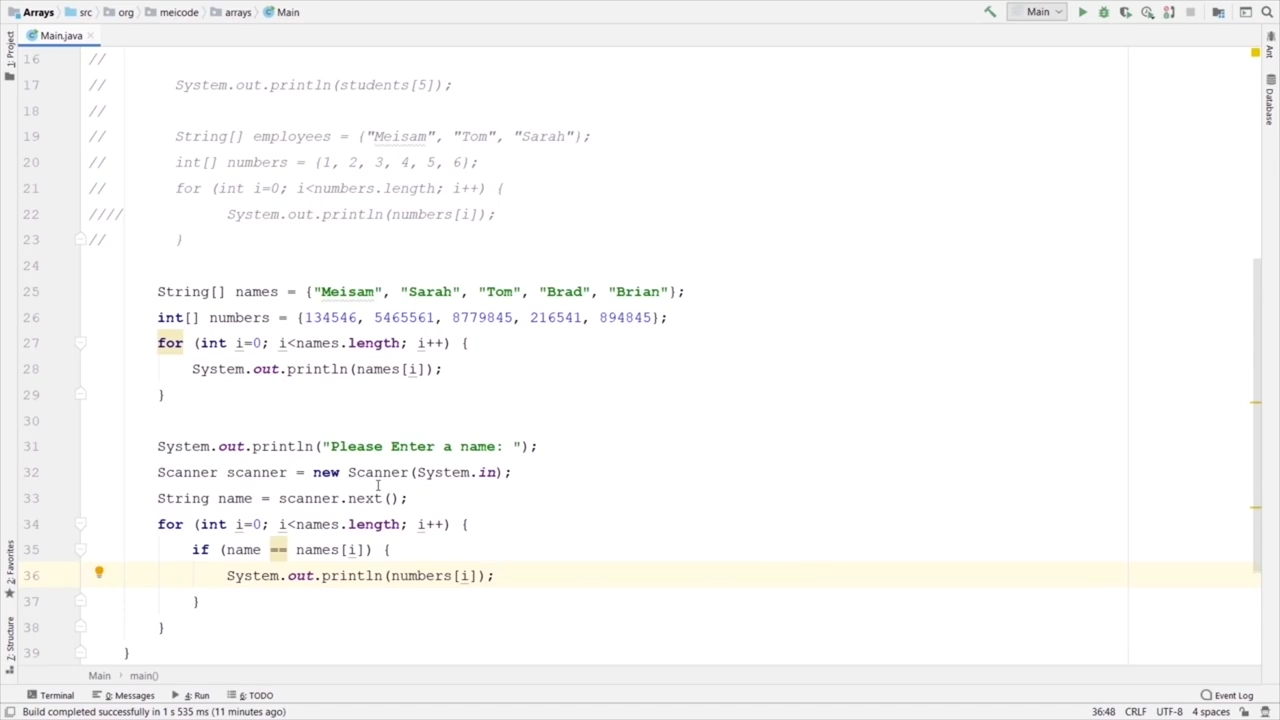 Arrays src org meicode arrays Main Main
Main.java
1: Project
Ant
Database
16 //
17 // System.out.println(students[5]);
18 //
19 // String[] employees = {"Meisam", "Tom", "Sarah"};
20 // int[] numbers = {1, 2, 3, 4, 5, 6};
21 // for (int i=0; i<numbers.length; i++) {
22 //// System.out.println(numbers[i]);
23 // }
24
25 String[] names = {"Meisam", "Sarah", "Tom", "Brad", "Brian"};
26 int[] numbers = {134546, 5465561, 8779845, 216541, 894845};
27 for (int i=0; i<names.length; i++) {
28 System.out.println(names[i]);
29 }
30
31 System.out.println("Please Enter a name: ");
32 Scanner scanner = new Scanner(System.in);
33 String name = scanner.next();
34 for (int i=0; i<names.length; i++) {
35 if (name == names[i]) {
36 System.out.println(numbers[i]);
37 }
38 }
39 }
2: Favorites
7: Structure
Main main()
Terminal 0: Messages 4: Run 6: TODO Event Log
Build completed successfully in 1 s 535 ms (11 minutes ago) 36:48 CRLF UTF-8 4 spaces